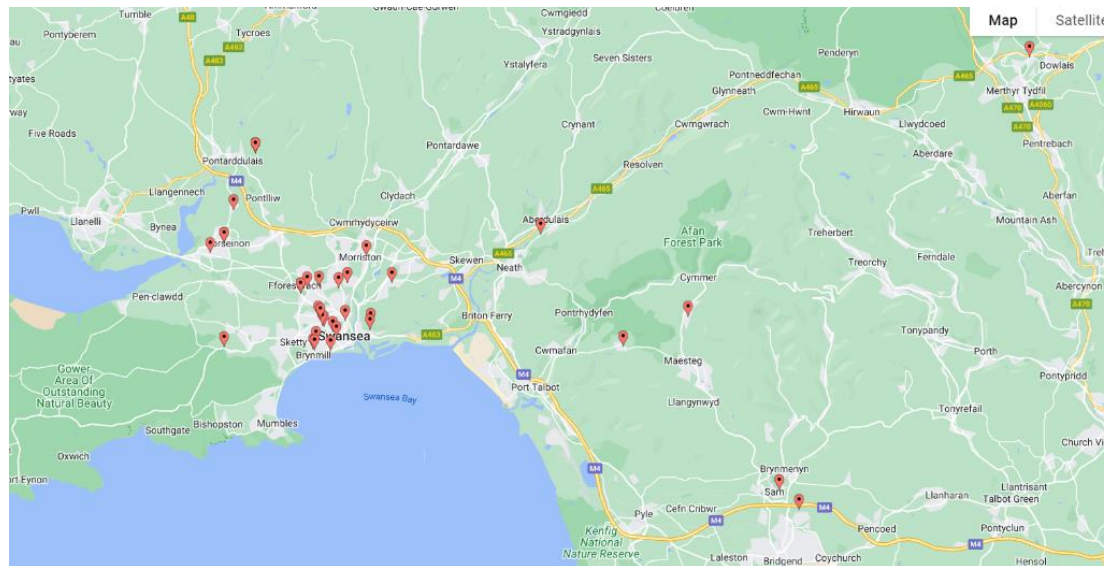 Tumble
A48
Tycroes
A483
Cwmgiedd
Coelbren
Map
Satellite
Pontyberem
Ystradgynlais
Seven Sisters
Penderyn
A483
Ystalyfera
Pontneddfechan
A465
Dowlais
A465
Glynneath
Merthyr Tydfil
Cwm-Hwnt
Hirwaun
A4060
A470
Five Roads
Crynant
Cwmgwrach
Llwydcoed
A470
Pontardawe
Pentrebach
Pontarddulais
Resolven
Aberdare
M4
A465
Llangennech
Pontlliw
Clydach
Aberfan
Pwll
Llanelli
Bynea
Cwmrhydyceirw
Aberdulais
Mountain Ash
Afan
Forest Park
Treherbert
Morriston
Skewen
A465
Ferndale
Neath
Treorchy
M4
Cymmer
Abercynon
Pen-clawdd
A470
Briton Ferry
Pontrhydyfen
Tonypandy
A483
Swansea
Sketty
Brynmill
Cwmafan
Porth
Maesteg
Gower
Area Of
Outstanding
Natural Beauty
M4
Port Talbot
Pontypridd
Swansea Bay
Llangynwyd
Tonyrefail
Bishopston
Mumbles
Southgate
Church Vi
Oxwich
M4
Brynmenyn
Sarn
Llantrisant
Llanharan
Talbot Green
Cefn Cribwr
M4
Pyle
M4
Kenfig
National
Nature Reserve
Pencoed
Pontyclun
M4
Laleston
Bridgend
Coychurch
Hensol